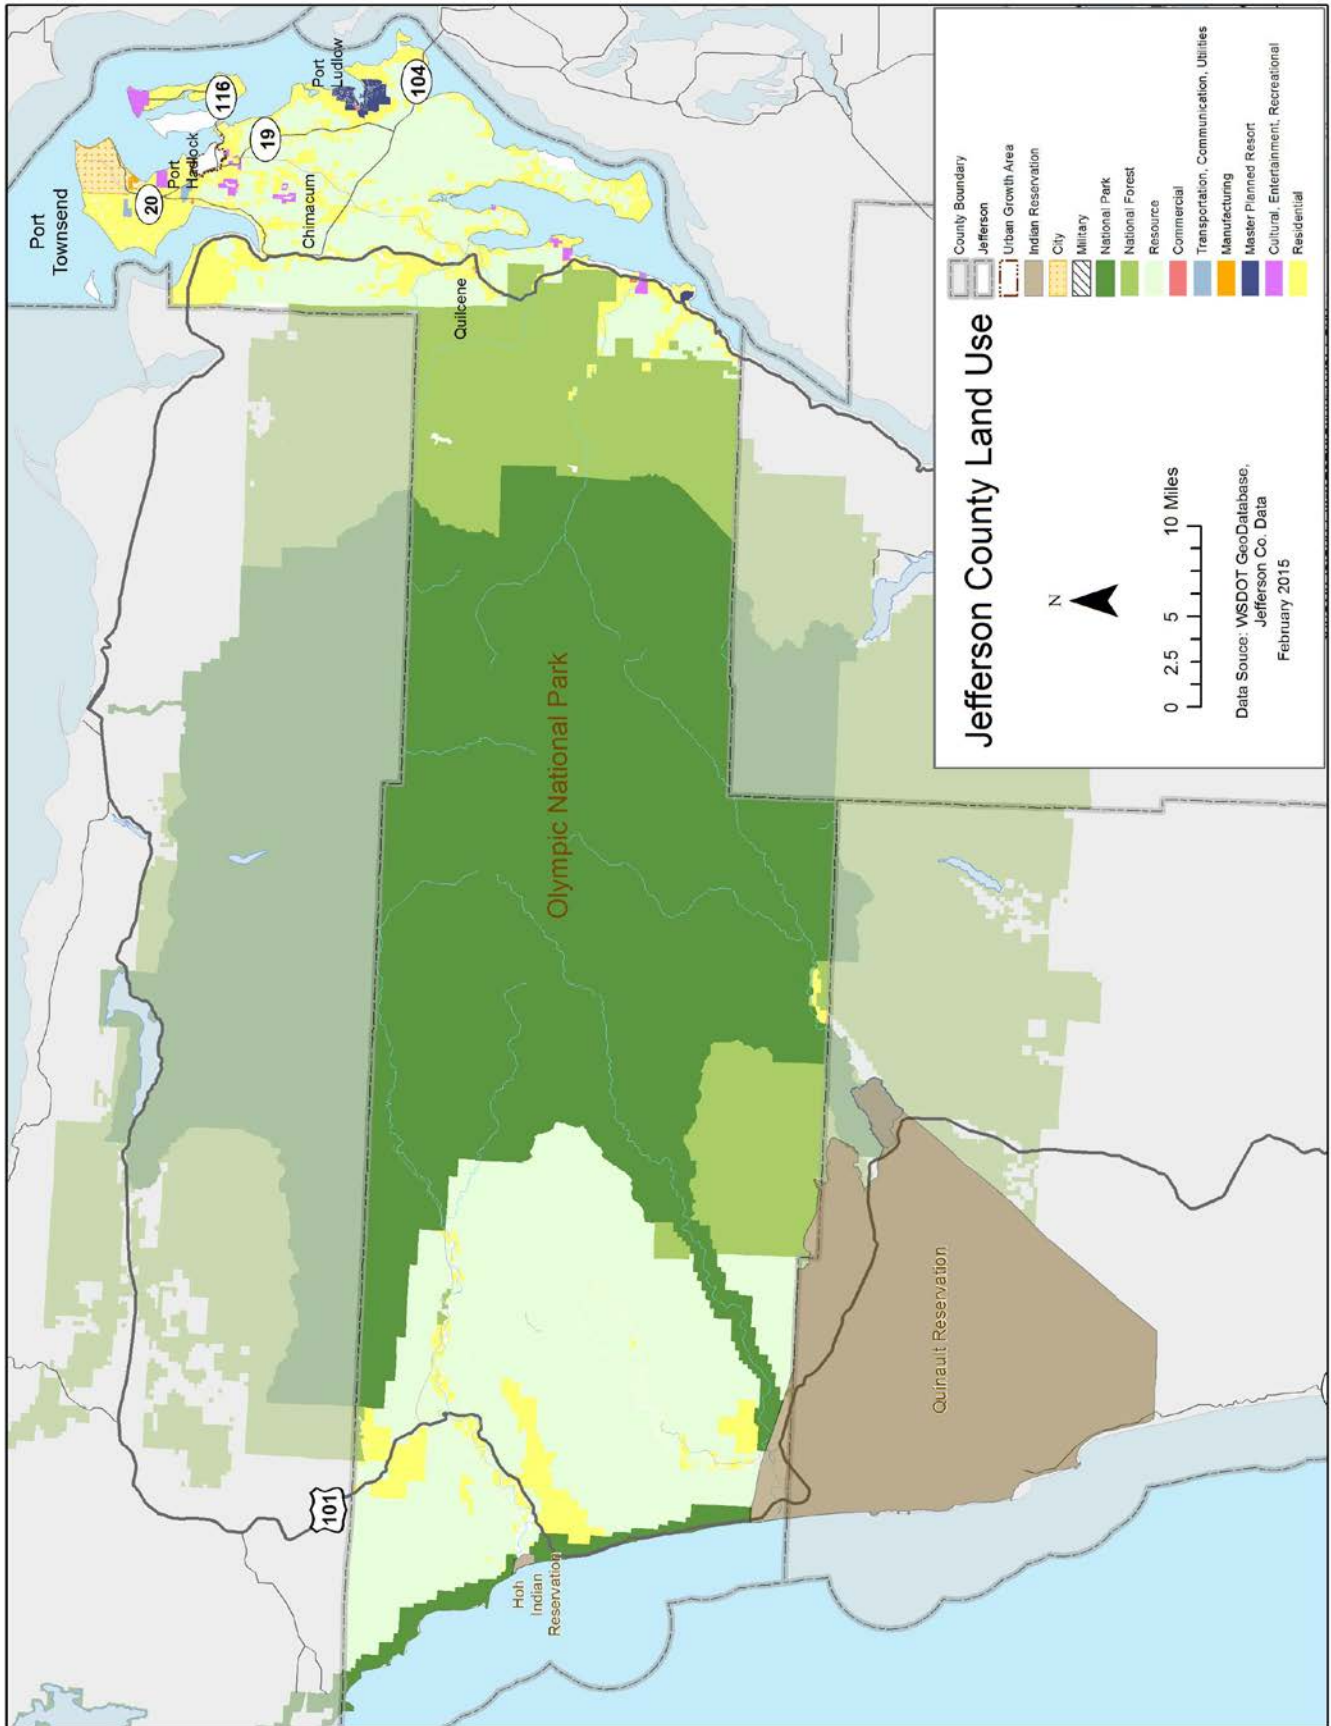 Port
Townsend
20
116
Port
Hadlock
19
Port
Ludlow
104
Chimacum
Quilcene
Olympic National Park
101
Hoh
Indian
Reservation
Quinault Reservation
Jefferson County Land Use
N
0 2.5 5 10 Miles
Data Souce: WSDOT GeoDatabase,
Jefferson Co. Data
February 2015
County Boundary
Jefferson
Urban Growth Area
Indian Reservation
City
Military
National Park
National Forest
Resource
Commercial
Transportation, Communication, Utilities
Manufacturing
Master Planned Resort
Cultural, Entertainment, Recreational
Residential